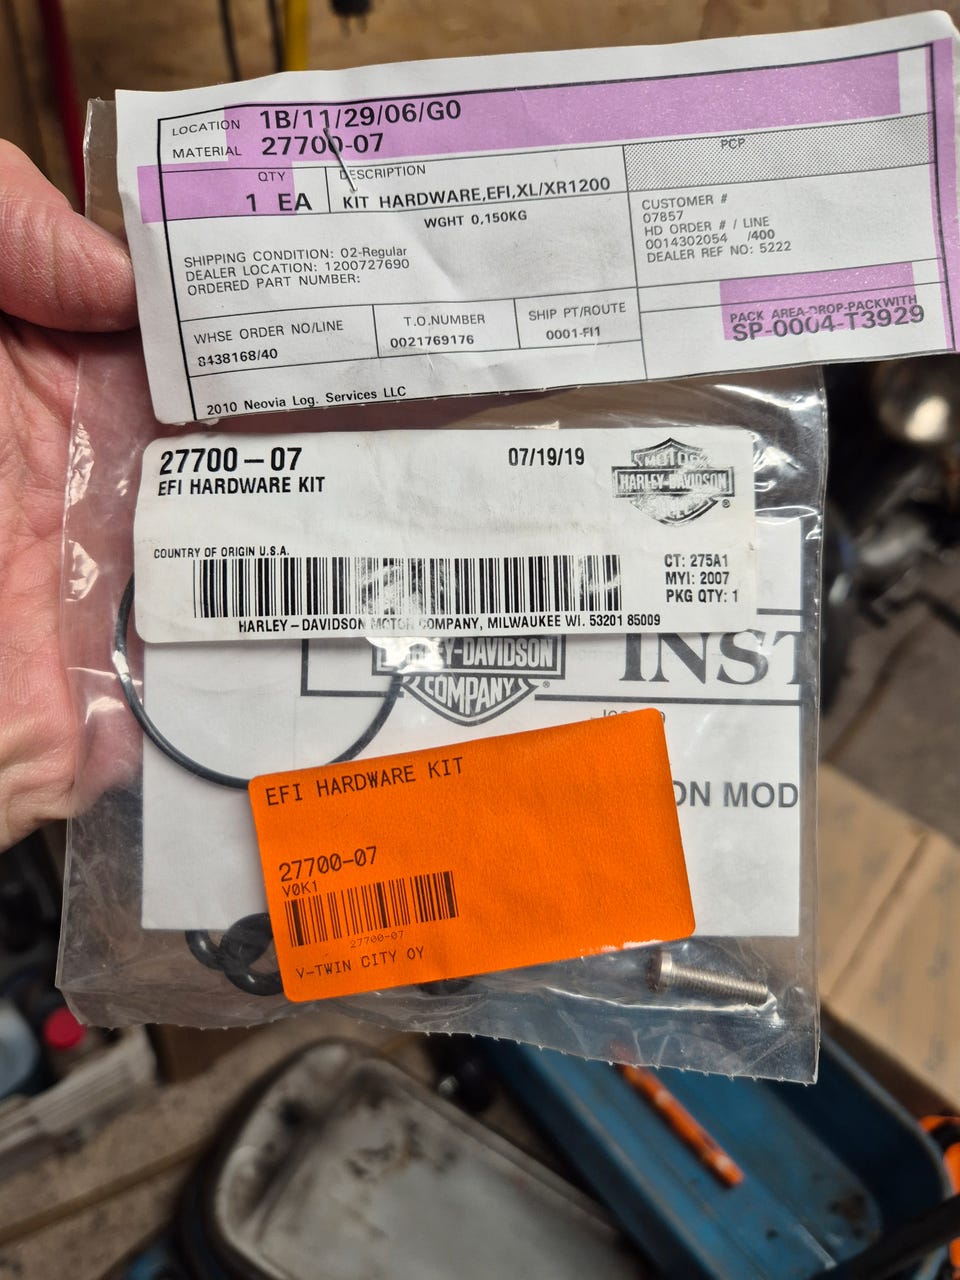 LOCATION 1B/11/29/06/G0
MATERIAL 27700-07
PCP
QTY
1 EA
DESCRIPTION
KIT HARDWARE,EFI,XL/XR1200
WGHT 0,150KG
CUSTOMER #
07857
HD ORDER # / LINE
0014302054 /400
DEALER REF NO: 5222
SHIPPING CONDITION: 02-Regular
DEALER LOCATION: 1200727690
ORDERED PART NUMBER:
PACK AREA-DROP-PACKWITH
SP-0004-T3929
WHSE ORDER NO/LINE
8438168/40
T.O.NUMBER
0021769176
SHIP PT/ROUTE
0001-FI1
2010 Neovia Log. Services LLC
27700-07
EFI HARDWARE KIT
07/19/19
MOTOR
HARLEY-DAVIDSON
®
COUNTRY OF ORIGIN U.S.A.
CT: 275A1
MYI: 2007
PKG QTY: 1
HARLEY-DAVIDSON MOTOR COMPANY, MILWAUKEE WI. 53201 85009
EY-DAVIDSON
COMPANY
®
INST
ON MOD
EFI HARDWARE KIT
27700-07
V0K1
27700-07
V-TWIN CITY OY